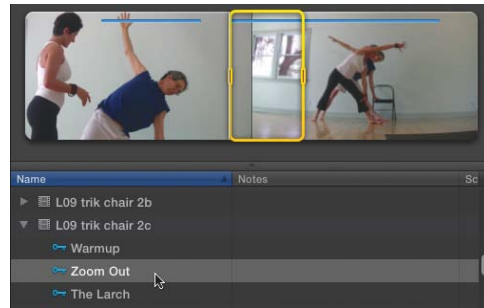 Name Notes Sc
L09 trik chair 2b
L09 trik chair 2c
Warmup
Zoom Out
The Larch